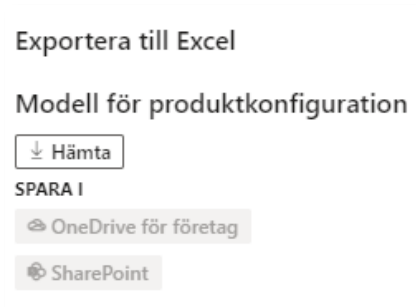 Exportera till Excel
Modell för produktkonfiguration
Hämta
SPARA I
OneDrive för företag
SharePoint